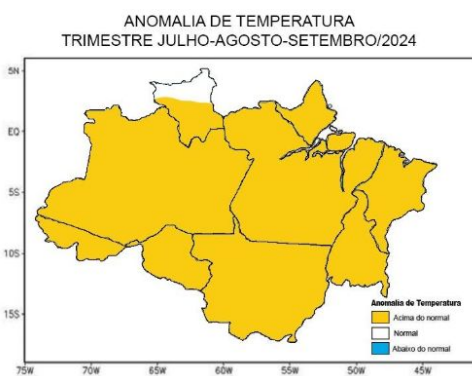 ANOMALIA DE TEMPERATURA
TRIMESTRE JULHO-AGOSTO-SETEMBRO/2024
5N
EQ
5S
10S
15S
75W 70W 65W 60W 55W 50W 45W
Anomalia de Temperatura
Acima do normal
Normal
Abaixo do normal